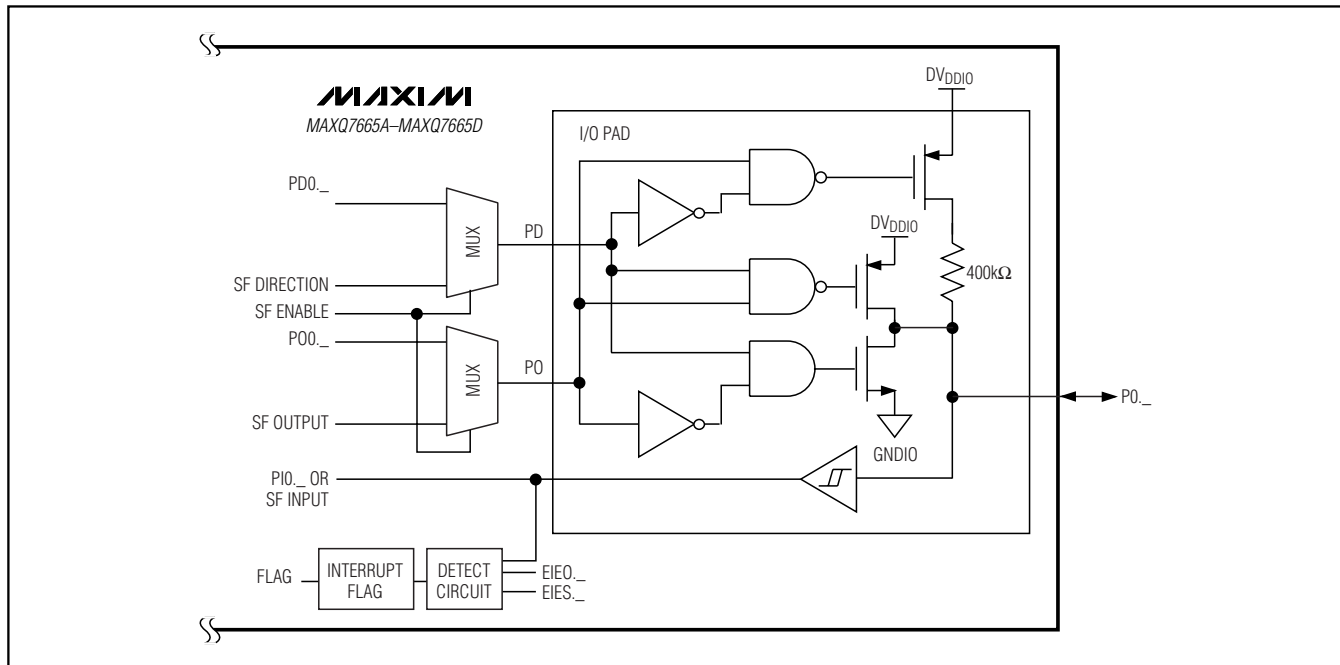 MAXIM
MAXQ7665A–MAXQ7665D
I/O PAD
DVDDIO
PD0._
MUX
PD
DVDDIO
400kΩ
SF DIRECTION
SF ENABLE
PO0._
MUX
PO
P0._
SF OUTPUT
GNDIO
PI0._ OR
SF INPUT
FLAG
INTERRUPT
FLAG
DETECT
CIRCUIT
EIE0._
EIES._